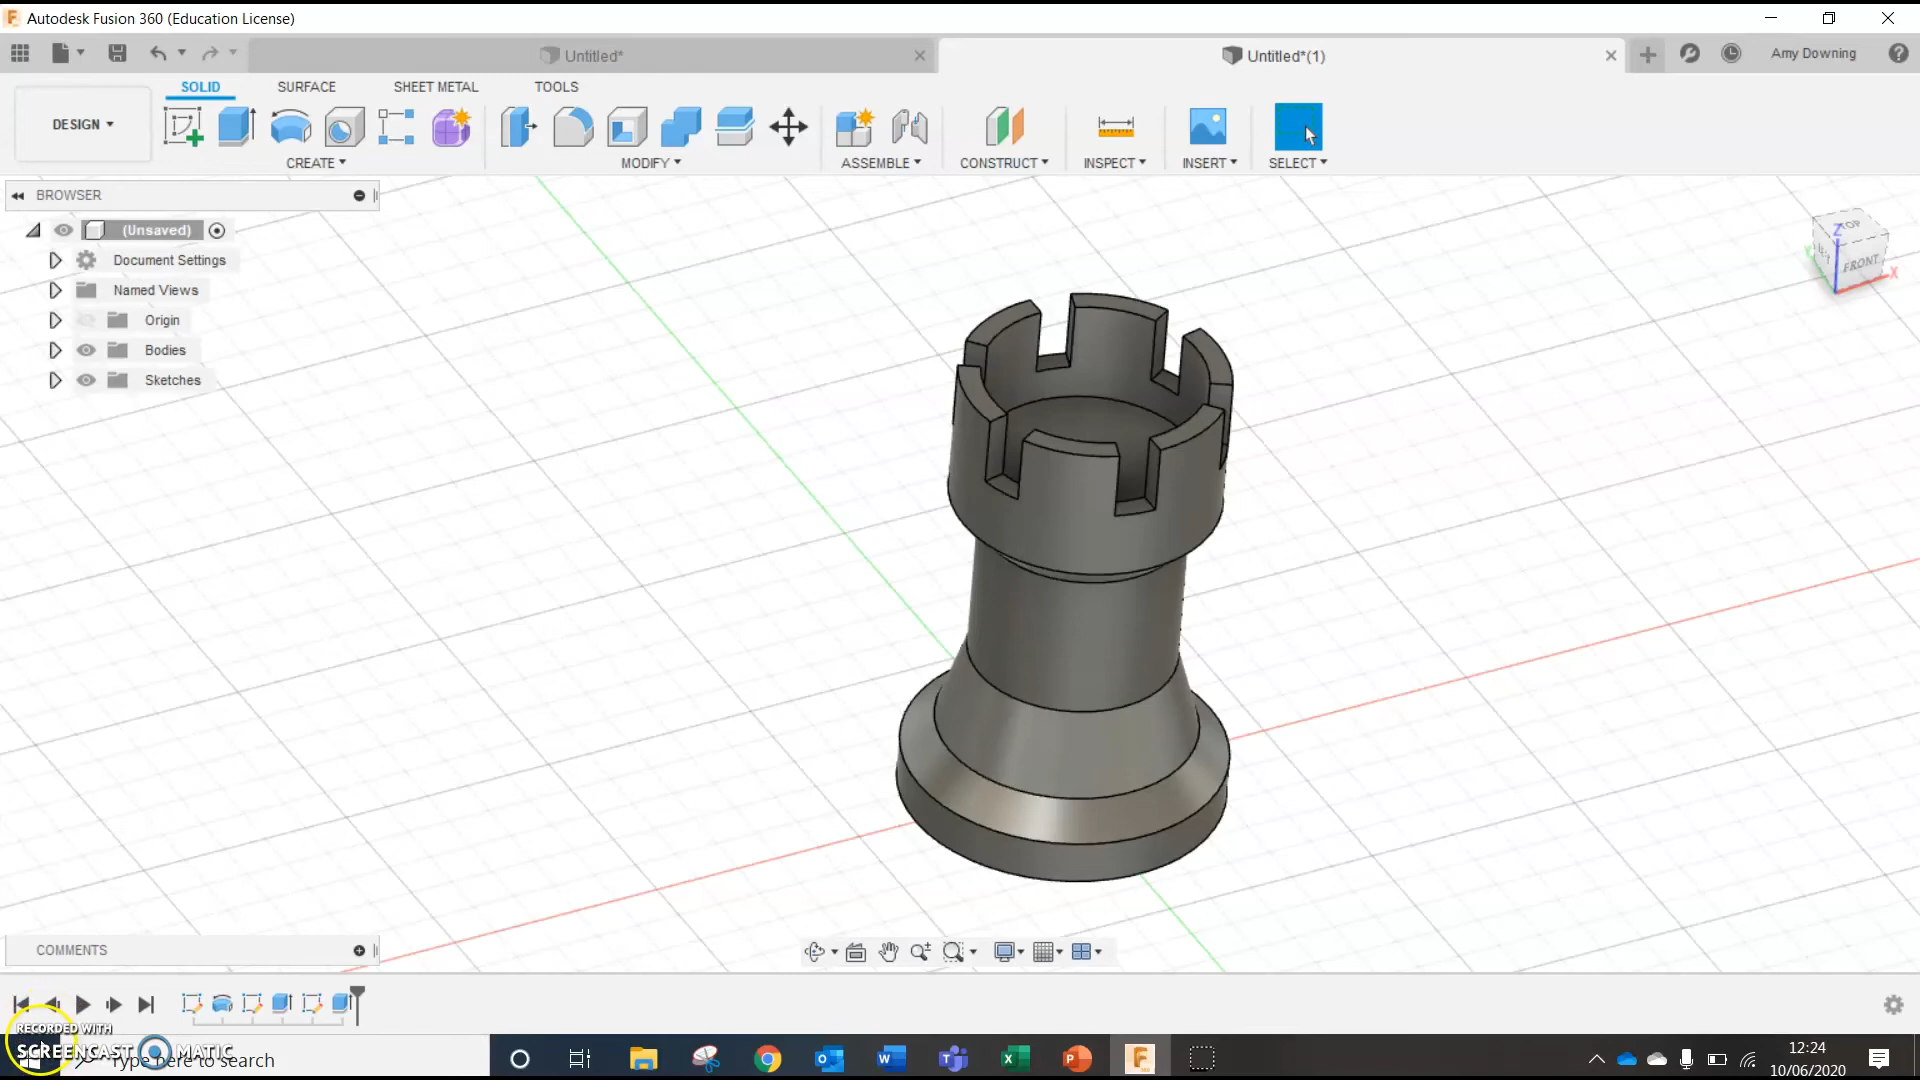 Autodesk Fusion 360 (Education License)
Untitled*
Untitled*(1)
Amy Downing
SOLID
SURFACE
SHEET METAL
TOOLS
DESIGN
CREATE
MODIFY
ASSEMBLE
CONSTRUCT
INSPECT
INSERT
SELECT
BROWSER
(Unsaved)
Document Settings
Named Views
Origin
Bodies
Sketches
TOP
Z
FRONT
X
COMMENTS
RECORDED WITH
SCREENCAST MATIC
Type here to search
12:24
10/06/2020